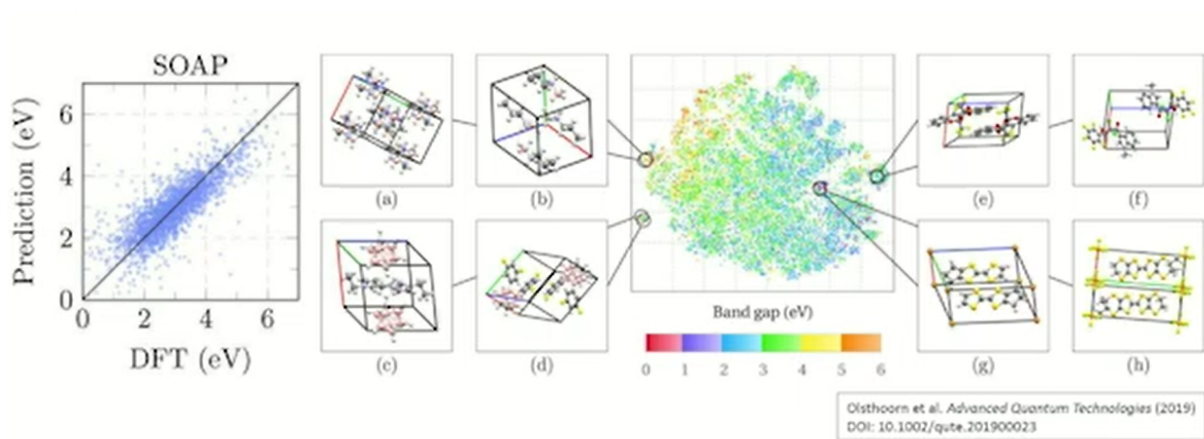 SOAP
Prediction (eV)
6
4
2
0
0 2 4 6
DFT (eV)
(a)
(b)
(c)
(d)
Band gap (eV)
0 1 2 3 4 5 6
(e)
(f)
(g)
(h)
Olsthoorn et al. Advanced Quantum Technologies (2019)
DOI: 10.1002/qute.201900023